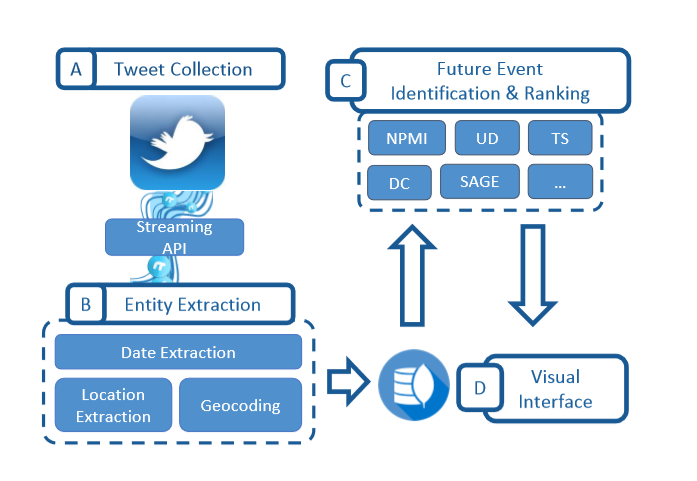 A
Tweet Collection
Streaming
API
B
Entity Extraction
Date Extraction
Location
Extraction
Geocoding
C
Future Event
Identification & Ranking
NPMI
UD
TS
DC
SAGE
...
D
Visual
Interface